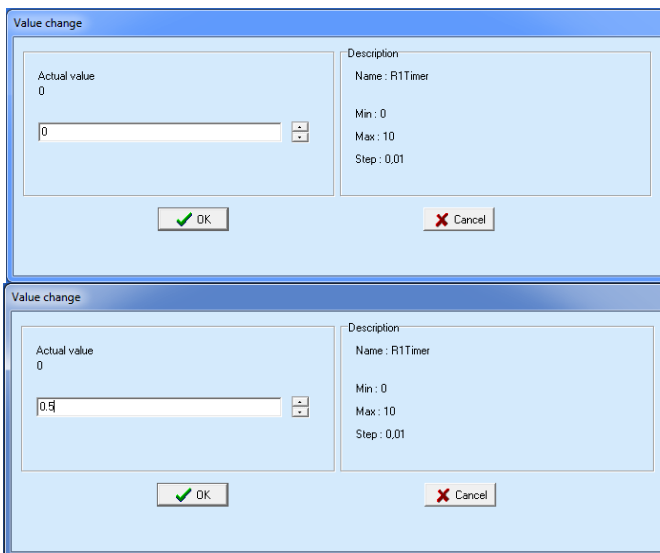 Value change
Actual value
0
0
Description
Name : R1Timer
Min : 0
Max : 10
Step : 0,01
OK
Cancel
Value change
Actual value
0
0.5
Description
Name : R1Timer
Min : 0
Max : 10
Step : 0,01
OK
Cancel